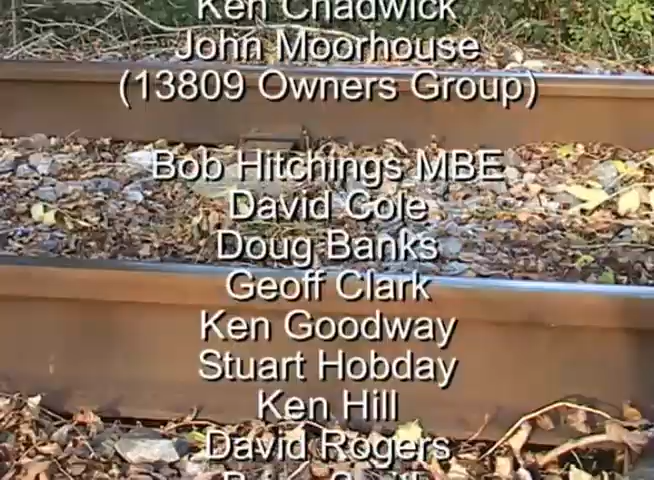 Ken Chadwick
John Moorhouse
(13809 Owners Group)
Bob Hitchings MBE
David Cole
Doug Banks
Geoff Clark
Ken Goodway
Stuart Hobday
Ken Hill
David Rogers